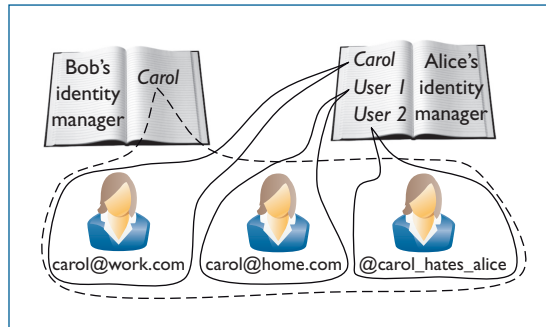 Bob's
identity
manager
Carol
Carol
User 1
User 2
Alice's
identity
manager
carol@work.com
carol@home.com
@carol_hates_alice